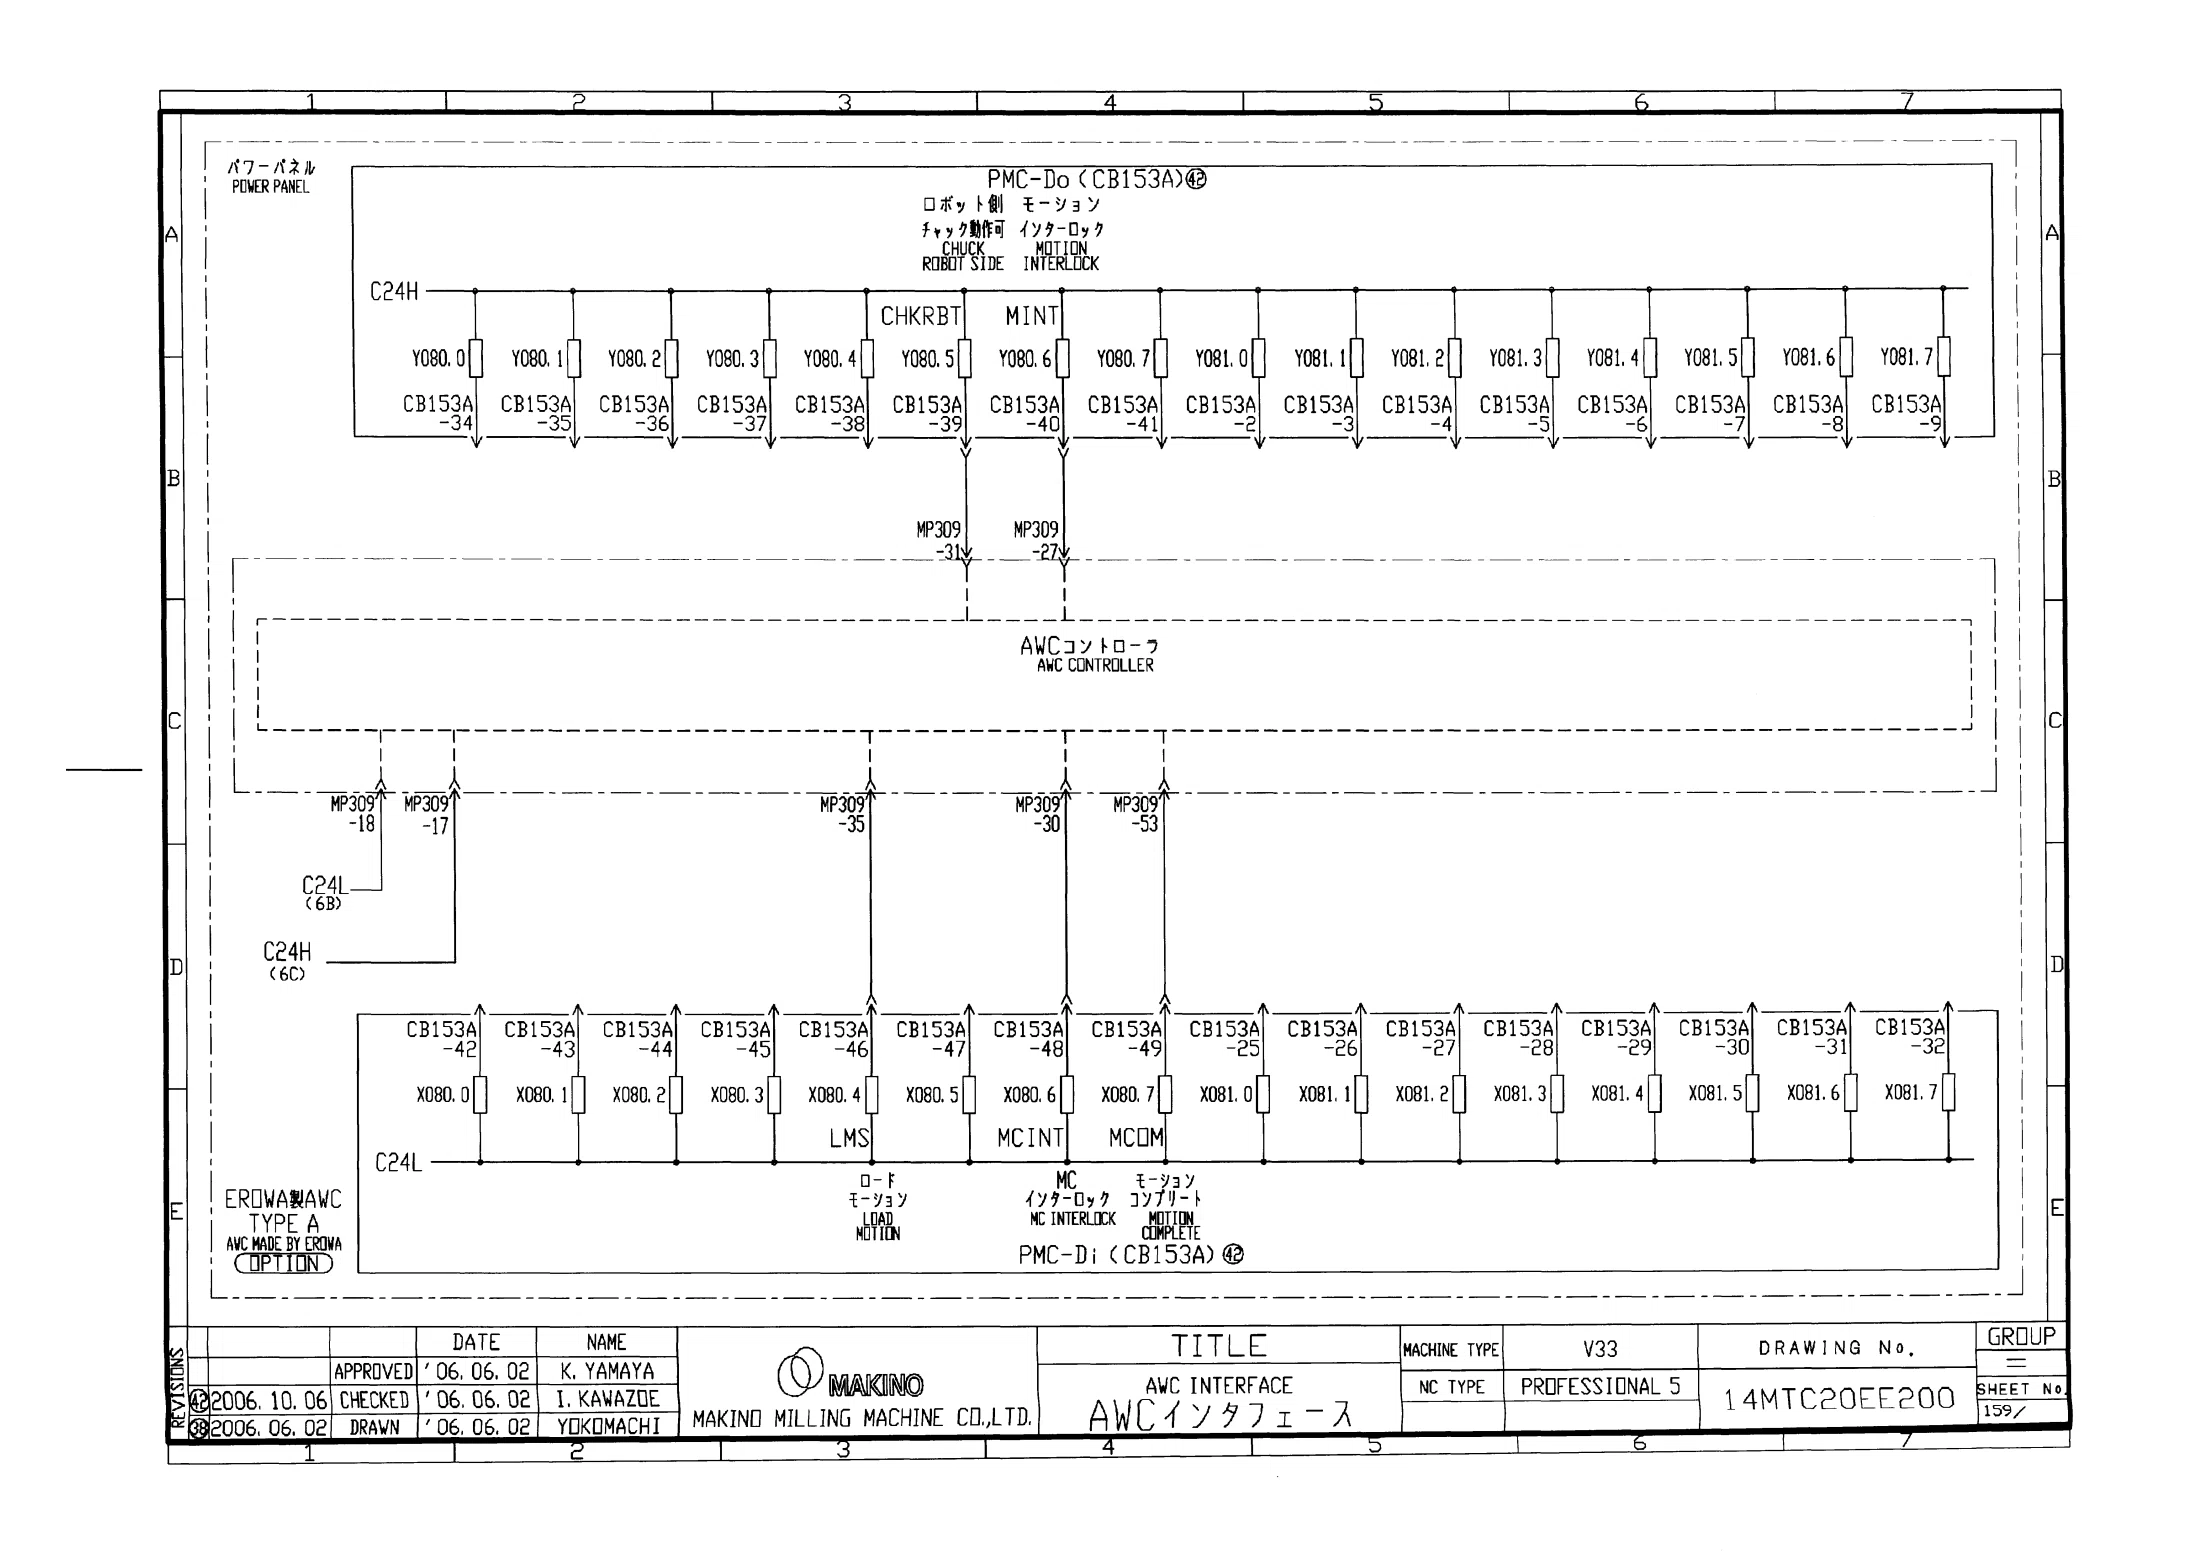 1 2 3 4 5 6 7
パワーパネル
POWER PANEL
PMC-Do (CB153A)㊷
ロボット側 モーション
チャック動作可 インターロック
CHUCK MOTION
ROBOT SIDE INTERLOCK
A A
C24H
CHKRBT MINT
Y080.0 Y080.1 Y080.2 Y080.3 Y080.4 Y080.5 Y080.6 Y080.7 Y081.0 Y081.1 Y081.2 Y081.3 Y081.4 Y081.5 Y081.6 Y081.7
CB153A CB153A CB153A CB153A CB153A CB153A CB153A CB153A CB153A CB153A CB153A CB153A CB153A CB153A CB153A CB153A
-34 -35 -36 -37 -38 -39 -40 -41 -2 -3 -4 -5 -6 -7 -8 -9
B B
MP309 MP309
-31 -27
AWCコントローラ
AWC CONTROLLER
C C
MP309 MP309 MP309 MP309 MP309
-18 -17 -35 -30 -53
C24L
(6B)
C24H
(6C)
D D
CB153A CB153A CB153A CB153A CB153A CB153A CB153A CB153A CB153A CB153A CB153A CB153A CB153A CB153A CB153A CB153A
-42 -43 -44 -45 -46 -47 -48 -49 -25 -26 -27 -28 -29 -30 -31 -32
X080.0 X080.1 X080.2 X080.3 X080.4 X080.5 X080.6 X080.7 X081.0 X081.1 X081.2 X081.3 X081.4 X081.5 X081.6 X081.7
LMS MCINT MCOM
C24L
ロード MC モーション
モーション インターロック コンプリート
LOAD MC INTERLOCK MOTION
MOTION COMPLETE
PMC-Di (CB153A)㊷
E E
EROWA製AWC
TYPE A
AWC MADE BY EROWA
OPTION
REVISIONS
DATE NAME
APPROVED '06.06.02 K. YAMAYA
㊷2006.10.06 CHECKED '06.06.02 I. KAWAZOE
㊳2006.06.02 DRAWN '06.06.02 YOKOMACHI
MAKINO
MAKINO MILLING MACHINE CO.,LTD.
TITLE
AWC INTERFACE
AWCインタフェース
MACHINE TYPE V33
NC TYPE PROFESSIONAL 5
DRAWING No.
14MTC20EE200
GROUP
=
SHEET No.
159/
1 2 3 4 5 6 7